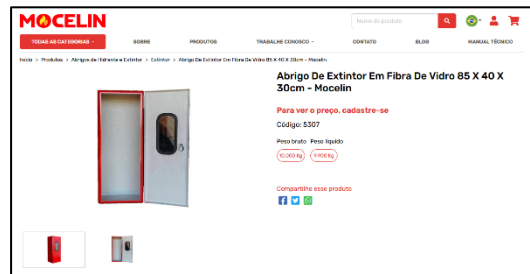 MOCELIN
Nome do produto
TODAS AS CATEGORIAS
SOBRE
PRODUTOS
TRABALHE CONOSCO
CONTATO
BLOG
MANUAL TÉCNICO
Início > Produtos > Abrigos de Hidrante e Extintor > Extintor > Abrigo De Extintor Em Fibra De Vidro 85 X 40 X 30cm - Mocelin
Abrigo De Extintor Em Fibra De Vidro 85 X 40 X
30cm - Mocelin
Para ver o preço, cadastre-se
Código: 5307
Peso bruto Peso líquido
10,000 Kg 9,900 Kg
Compartilhe esse produto